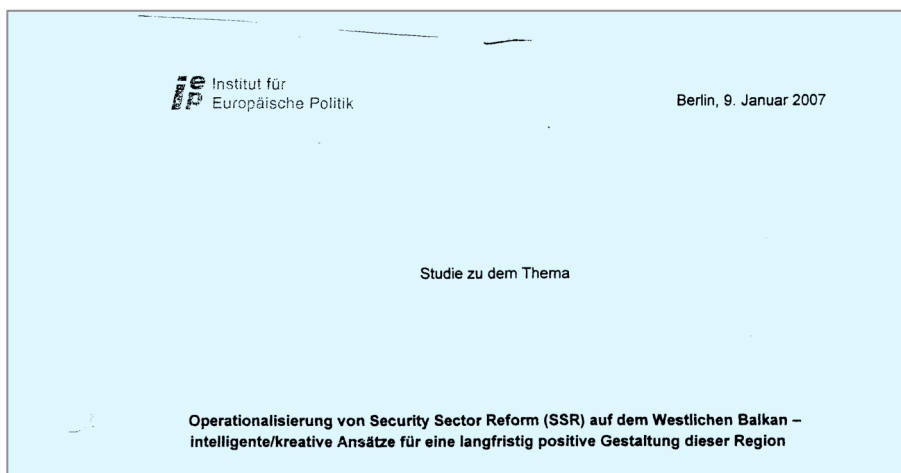 iep Institut für
Europäische Politik
Berlin, 9. Januar 2007
Studie zu dem Thema
Operationalisierung von Security Sector Reform (SSR) auf dem Westlichen Balkan –
intelligente/kreative Ansätze für eine langfristig positive Gestaltung dieser Region